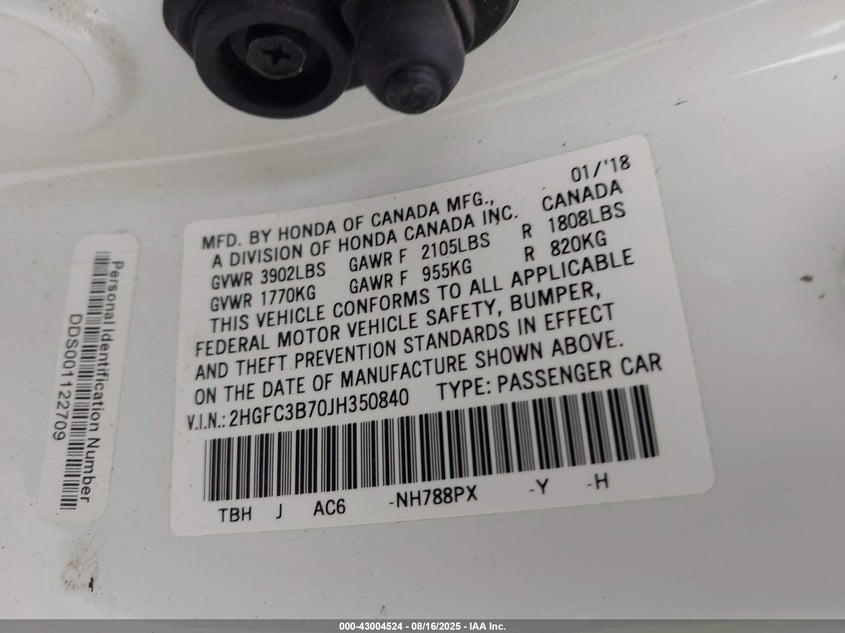 01/'18
MFD. BY HONDA OF CANADA MFG.,
A DIVISION OF HONDA CANADA INC. CANADA
GVWR 3902LBS GAWR F 2105LBS R 1808LBS
GVWR 1770KG GAWR F 955KG R 820KG
THIS VEHICLE CONFORMS TO ALL APPLICABLE
FEDERAL MOTOR VEHICLE SAFETY, BUMPER,
AND THEFT PREVENTION STANDARDS IN EFFECT
ON THE DATE OF MANUFACTURE SHOWN ABOVE.
V.I.N.: 2HGFC3B70JH350840 TYPE: PASSENGER CAR
TBH J AC6 -NH788PX -Y -H
Personal Identification Number
DDS001122709
000-43004524 - 08/16/2025 - IAA Inc.